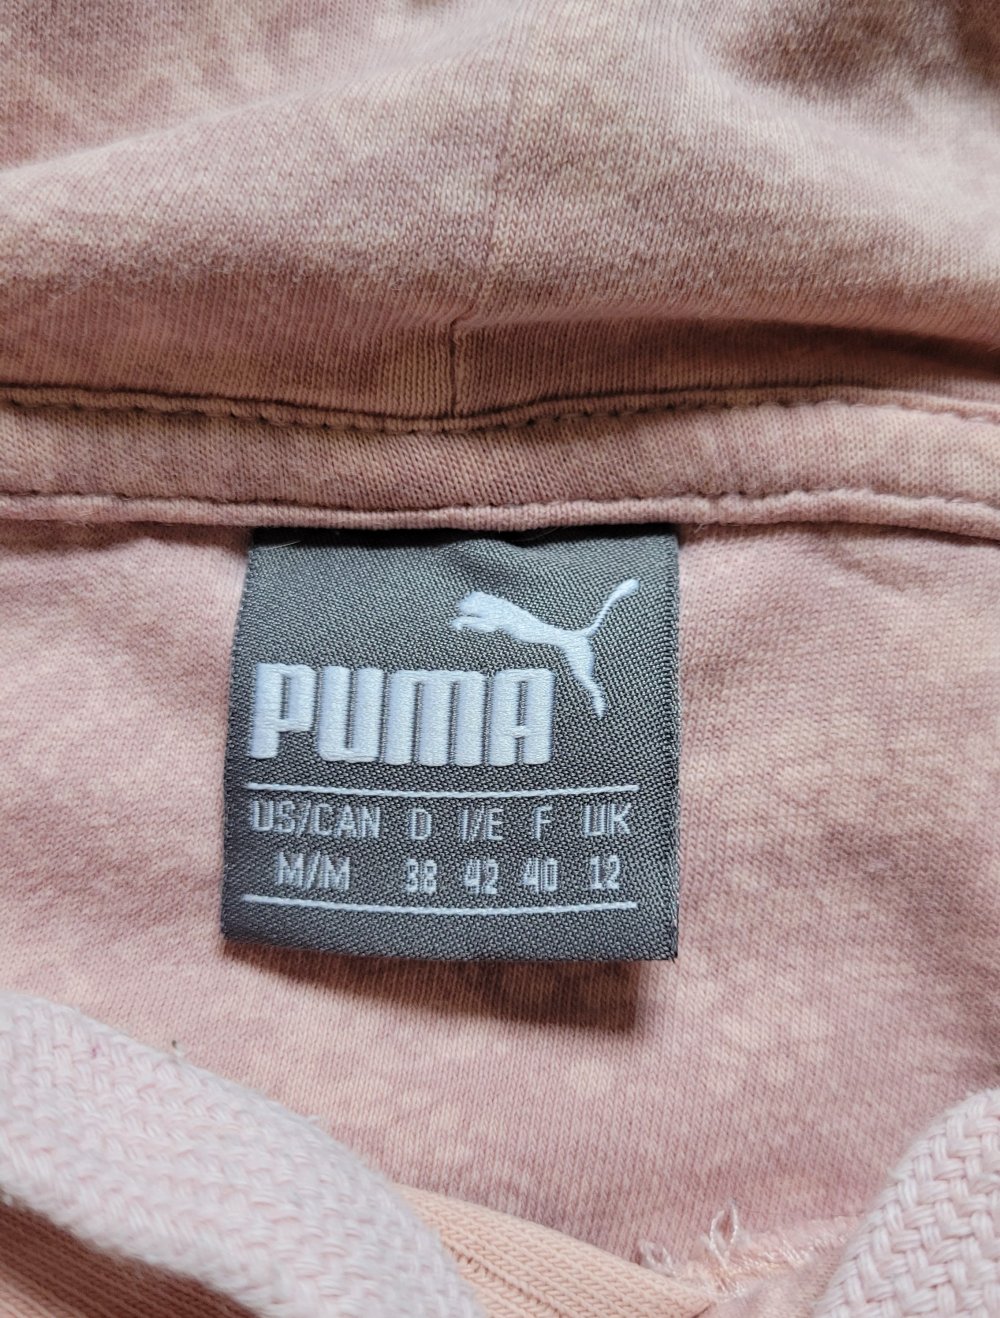 PUMA
US/CAN D I/E F UK
M/M 38 42 40 12